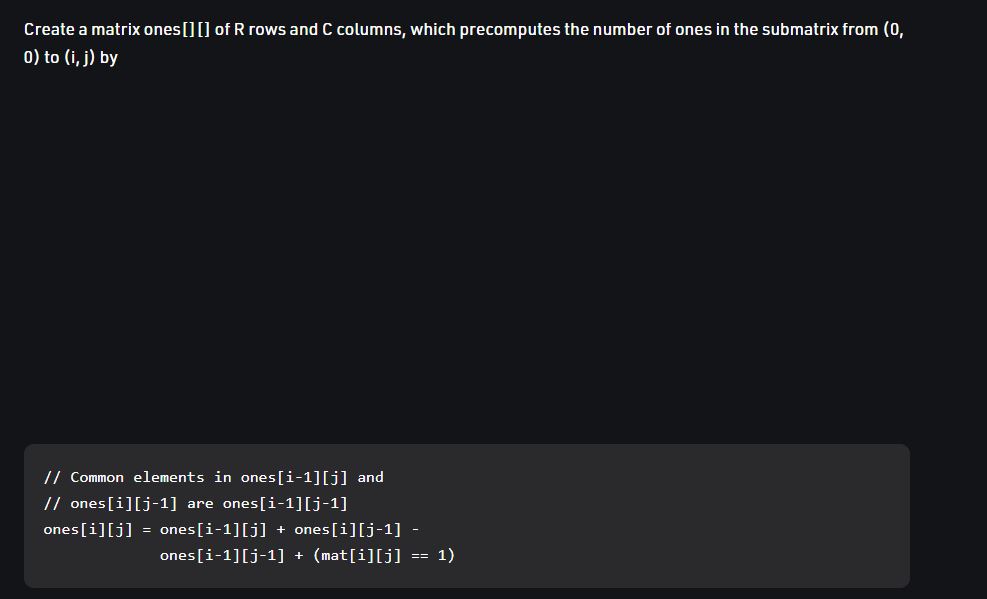 Create a matrix ones[][] of R rows and C columns, which precomputes the number of ones in the submatrix from (0,
0) to (i, j) by
// Common elements in ones[i-1][j] and
// ones[i][j-1] are ones[i-1][j-1]
ones[i][j] = ones[i-1][j] + ones[i][j-1] -
             ones[i-1][j-1] + (mat[i][j] == 1)